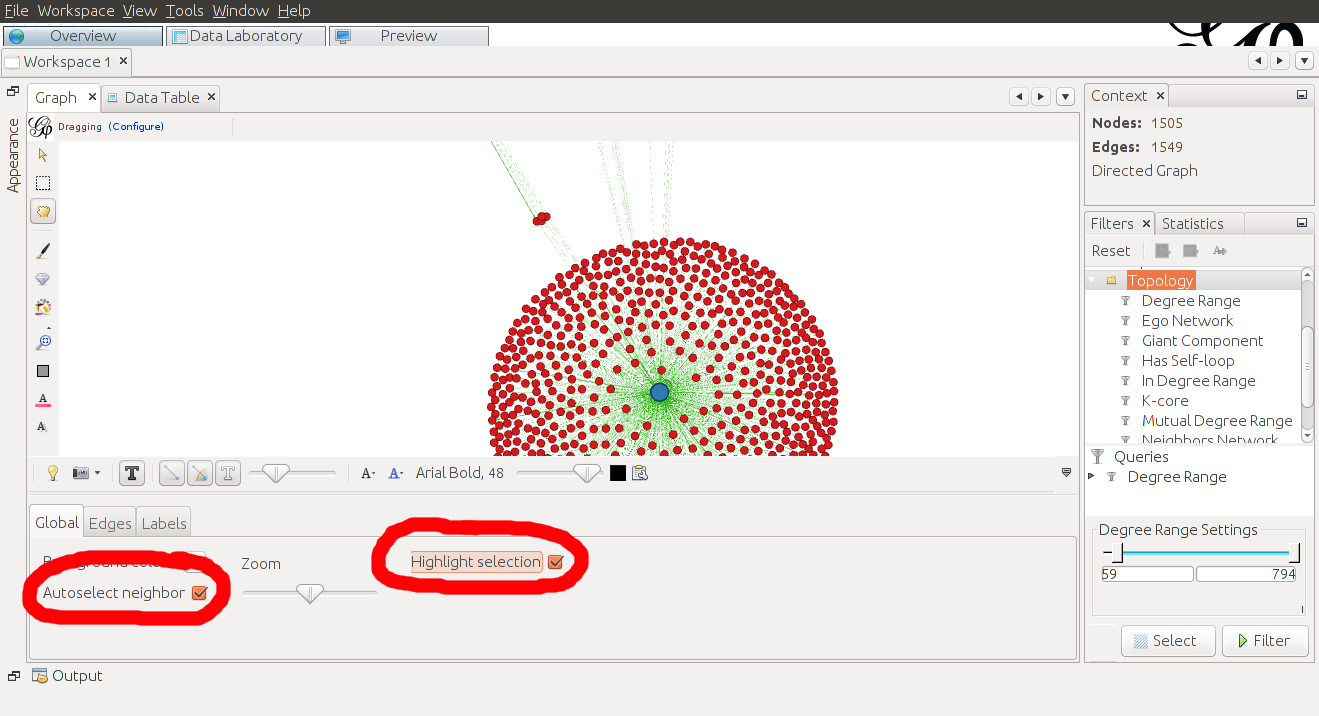 File Workspace View Tools Window Help
Overview Data Laboratory Preview
Workspace 1
Graph Data Table
Dragging (Configure)
Appearance
Context
Nodes: 1505
Edges: 1549
Directed Graph
Filters Statistics
Reset
Topology
Degree Range
Ego Network
Giant Component
Has Self-loop
In Degree Range
K-core
Mutual Degree Range
Neighbors Network
Queries
Degree Range
Degree Range Settings
59 794
Select Filter
A
A
T T A- A- Arial Bold, 48
Global Edges Labels
Zoom Highlight selection
Autoselect neighbor
Output